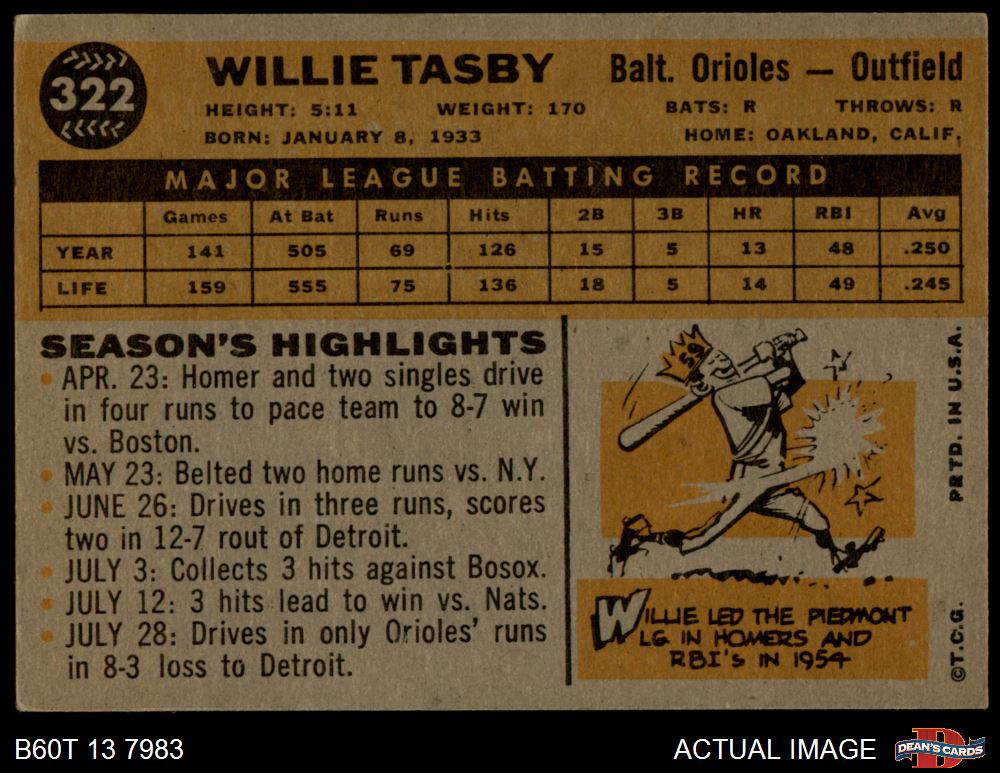 322
WILLIE TASBY
Balt. Orioles — Outfield
HEIGHT: 5:11 WEIGHT: 170 BATS: R THROWS: R
BORN: JANUARY 8, 1933 HOME: OAKLAND, CALIF.
MAJOR LEAGUE BATTING RECORD
Games At Bat Runs Hits 2B 3B HR RBI Avg
YEAR 141 505 69 126 15 5 13 48 .250
LIFE 159 555 75 136 18 5 14 49 .245
SEASON'S HIGHLIGHTS
• APR. 23: Homer and two singles drive
in four runs to pace team to 8-7 win
vs. Boston.
• MAY 23: Belted two home runs vs. N.Y.
• JUNE 26: Drives in three runs, scores
two in 12-7 rout of Detroit.
• JULY 3: Collects 3 hits against Bosox.
• JULY 12: 3 hits lead to win vs. Nats.
• JULY 28: Drives in only Orioles' runs
in 8-3 loss to Detroit.
59
WILLIE LED THE PIEDMONT
LG IN HOMERS AND
RBI'S IN 1954
©T.C.G. PRTD. IN U.S.A.
B60T 13 7983
ACTUAL IMAGE
D
DEAN'S CARDS